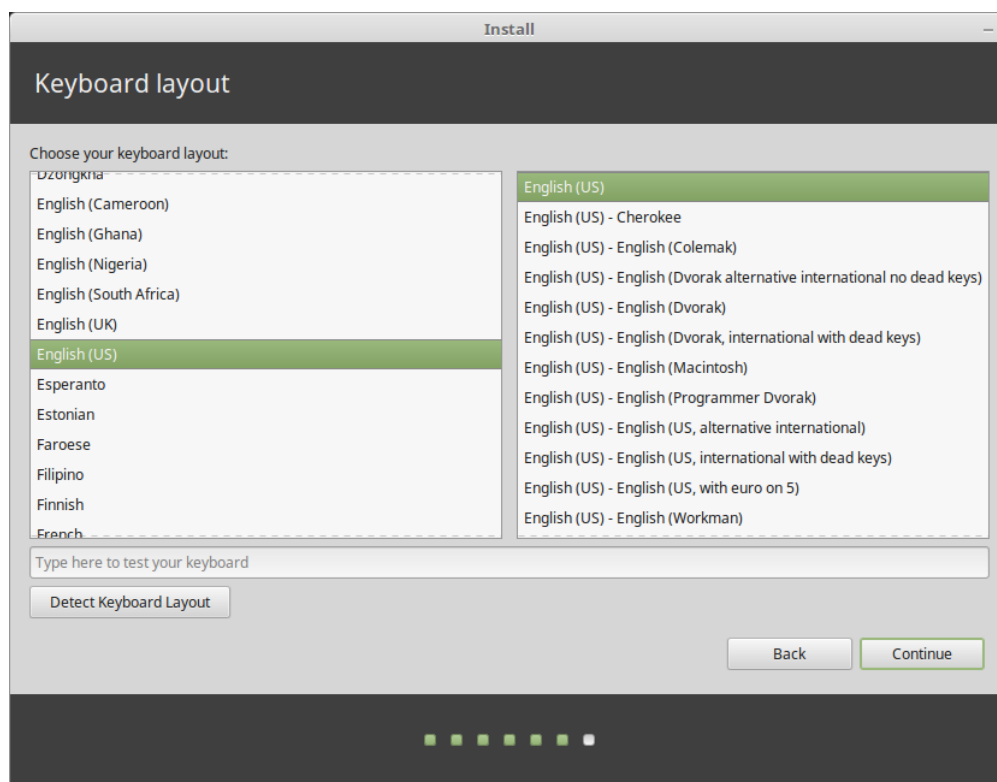 Install
Keyboard layout
Choose your keyboard layout:
Dzongkha
English (Cameroon)
English (Ghana)
English (Nigeria)
English (South Africa)
English (UK)
English (US)
Esperanto
Estonian
Faroese
Filipino
Finnish
French
English (US)
English (US) - Cherokee
English (US) - English (Colemak)
English (US) - English (Dvorak alternative international no dead keys)
English (US) - English (Dvorak)
English (US) - English (Dvorak, international with dead keys)
English (US) - English (Macintosh)
English (US) - English (Programmer Dvorak)
English (US) - English (US, alternative international)
English (US) - English (US, international with dead keys)
English (US) - English (US, with euro on 5)
English (US) - English (Workman)
Type here to test your keyboard
Detect Keyboard Layout
Back
Continue